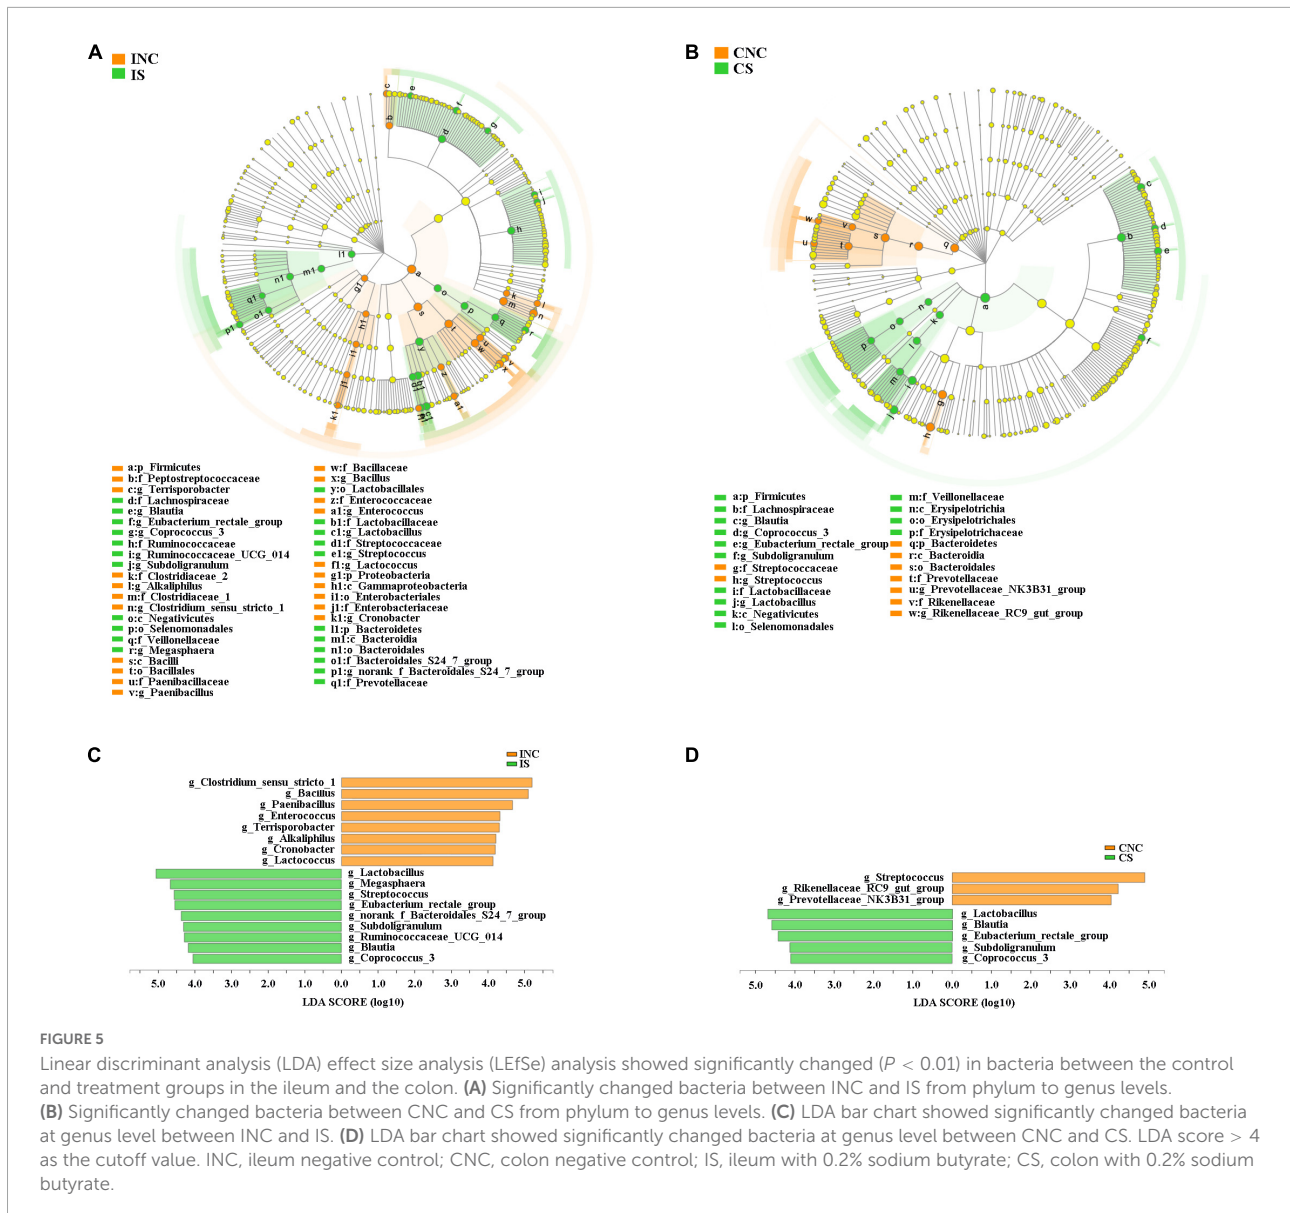 A
INC
IS
B
CNC
CS
a:p_Firmicutes
b:f_Peptostreptococcaceae
c:g_Terrisporobacter
d:f_Lachnospiraceae
e:g_Blautia
f:g_Eubacterium_rectale_group
g:g_Coprococcus_3
h:f_Ruminococcaceae
i:g_Ruminococcaceae_UCG_014
j:g_Subdoligranulum
k:f_Clostridiaceae_2
l:g_Alkaliphilus
m:f_Clostridiaceae_1
n:g_Clostridium_sensu_stricto_1
o:c_Negativicutes
p:o_Selenomonadales
q:f_Veillonellaceae
r:g_Megasphaera
s:c_Bacilli
t:o_Bacillales
u:f_Paenibacillaceae
v:g_Paenibacillus
w:f_Bacillaceae
x:g_Bacillus
y:o_Lactobacillales
z:f_Enterococcaceae
a1:g_Enterococcus
b1:f_Lactobacillaceae
c1:g_Lactobacillus
d1:f_Streptococcaceae
e1:g_Streptococcus
f1:g_Lactococcus
g1:p_Proteobacteria
h1:c_Gammaproteobacteria
i1:o_Enterobacteriales
j1:f_Enterobacteriaceae
k1:g_Cronobacter
l1:p_Bacteroidetes
m1:c_Bacteroidia
n1:o_Bacteroidales
o1:f_Bacteroidales_S24_7_group
p1:g_norank_f_Bacteroidales_S24_7_group
q1:f_Prevotellaceae
a:p_Firmicutes
b:f_Lachnospiraceae
c:g_Blautia
d:g_Coprococcus_3
e:g_Eubacterium_rectale_group
f:g_Subdoligranulum
g:f_Streptococcaceae
h:g_Streptococcus
i:f_Lactobacillaceae
j:g_Lactobacillus
k:c_Negativicutes
l:o_Selenomonadales
m:f_Veillonellaceae
n:c_Erysipelotrichia
o:o_Erysipelotrichales
p:f_Erysipelotrichaceae
q:p_Bacteroidetes
r:c_Bacteroidia
s:o_Bacteroidales
t:f_Prevotellaceae
u:g_Prevotellaceae_NK3B31_group
v:f_Rikenellaceae
w:g_Rikenellaceae_RC9_gut_group
C
INC
IS
g_Clostridium_sensu_stricto_1
g_Bacillus
g_Paenibacillus
g_Enterococcus
g_Terrisporobacter
g_Alkaliphilus
g_Cronobacter
g_Lactococcus
g_Lactobacillus
g_Megasphaera
g_Streptococcus
g_Eubacterium_rectale_group
g_norank_f_Bacteroidales_S24_7_group
g_Subdoligranulum
g_Ruminococcaceae_UCG_014
g_Blautia
g_Coprococcus_3
5.0 4.0 3.0 2.0 1.0 0.0 1.0 2.0 3.0 4.0 5.0
LDA SCORE (log10)
D
CNC
CS
g_Streptococcus
g_Rikenellaceae_RC9_gut_group
g_Prevotellaceae_NK3B31_group
g_Lactobacillus
g_Blautia
g_Eubacterium_rectale_group
g_Subdoligranulum
g_Coprococcus_3
5.0 4.0 3.0 2.0 1.0 0.0 1.0 2.0 3.0 4.0 5.0
LDA SCORE (log10)
FIGURE 5
Linear discriminant analysis (LDA) effect size analysis (LEfSe) analysis showed significantly changed (P < 0.01) in bacteria between the control
and treatment groups in the ileum and the colon. (A) Significantly changed bacteria between INC and IS from phylum to genus levels.
(B) Significantly changed bacteria between CNC and CS from phylum to genus levels. (C) LDA bar chart showed significantly changed bacteria
at genus level between INC and IS. (D) LDA bar chart showed significantly changed bacteria at genus level between CNC and CS. LDA score > 4
as the cutoff value. INC, ileum negative control; CNC, colon negative control; IS, ileum with 0.2% sodium butyrate; CS, colon with 0.2% sodium
butyrate.